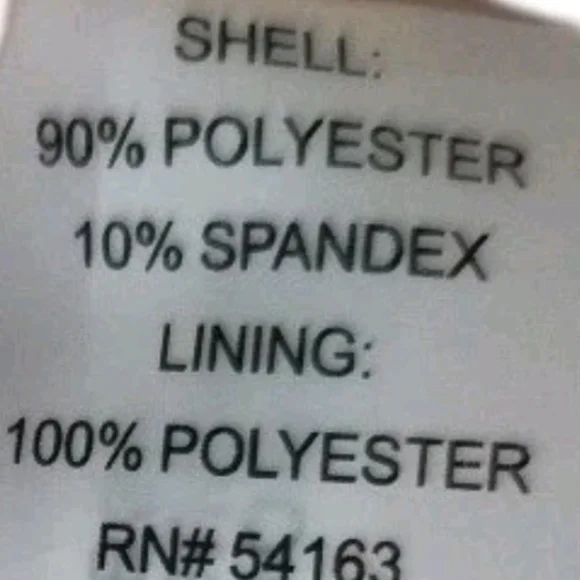 SHELL:
90% POLYESTER
10% SPANDEX
LINING:
100% POLYESTER
RN# 54163